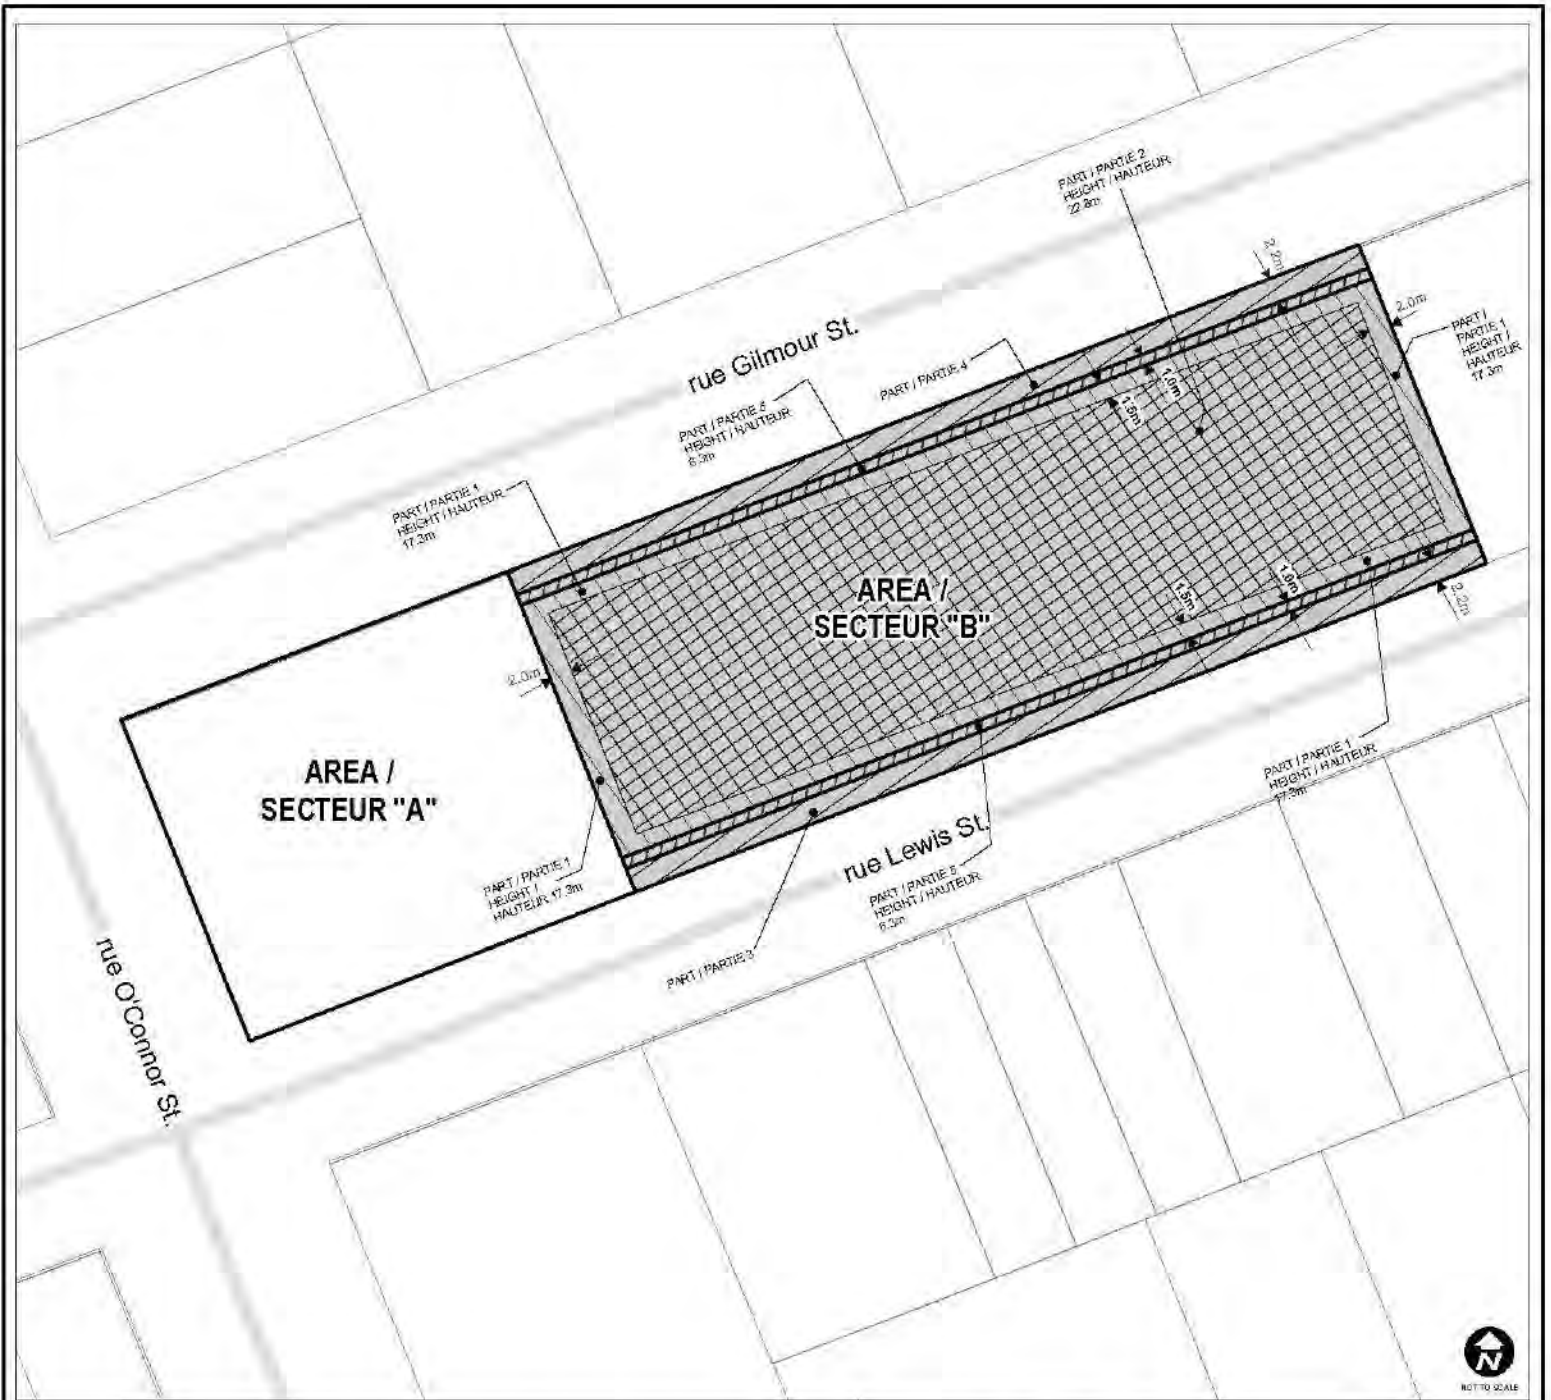 PART / PARTIE 2
HEIGHT / HAUTEUR
22.8m
2.2m
2.0m
PART /
PARTIE 1
HEIGHT /
HAUTEUR
17.3m
rue Gilmour St.
PART / PARTIE 4
1.0m
1.5m
PART / PARTIE 5
HEIGHT / HAUTEUR
6.3m
PART / PARTIE 1
HEIGHT / HAUTEUR
17.3m
AREA /
SECTEUR "B"
1.5m
1.0m
2.2m
2.0m
AREA /
SECTEUR "A"
PART / PARTIE 1
HEIGHT / HAUTEUR
17.3m
rue Lewis St.
PART / PARTIE 1
HEIGHT /
HAUTEUR 17.3m
PART / PARTIE 5
HEIGHT / HAUTEUR
6.3m
PART / PARTIE 3
rue O'Connor St.
N
NOT TO SCALE